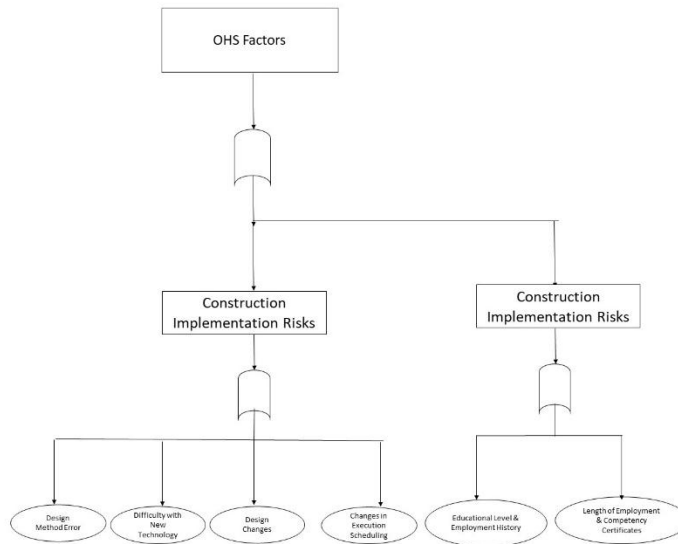 OHS Factors
Construction
Implementation Risks
Construction
Implementation Risks
Design
Method Error
Difficulty with
New
Technology
Design
Changes
Changes in
Execution
Scheduling
Educational Level &
Employment History
Length of Employment
& Competency
Certificates